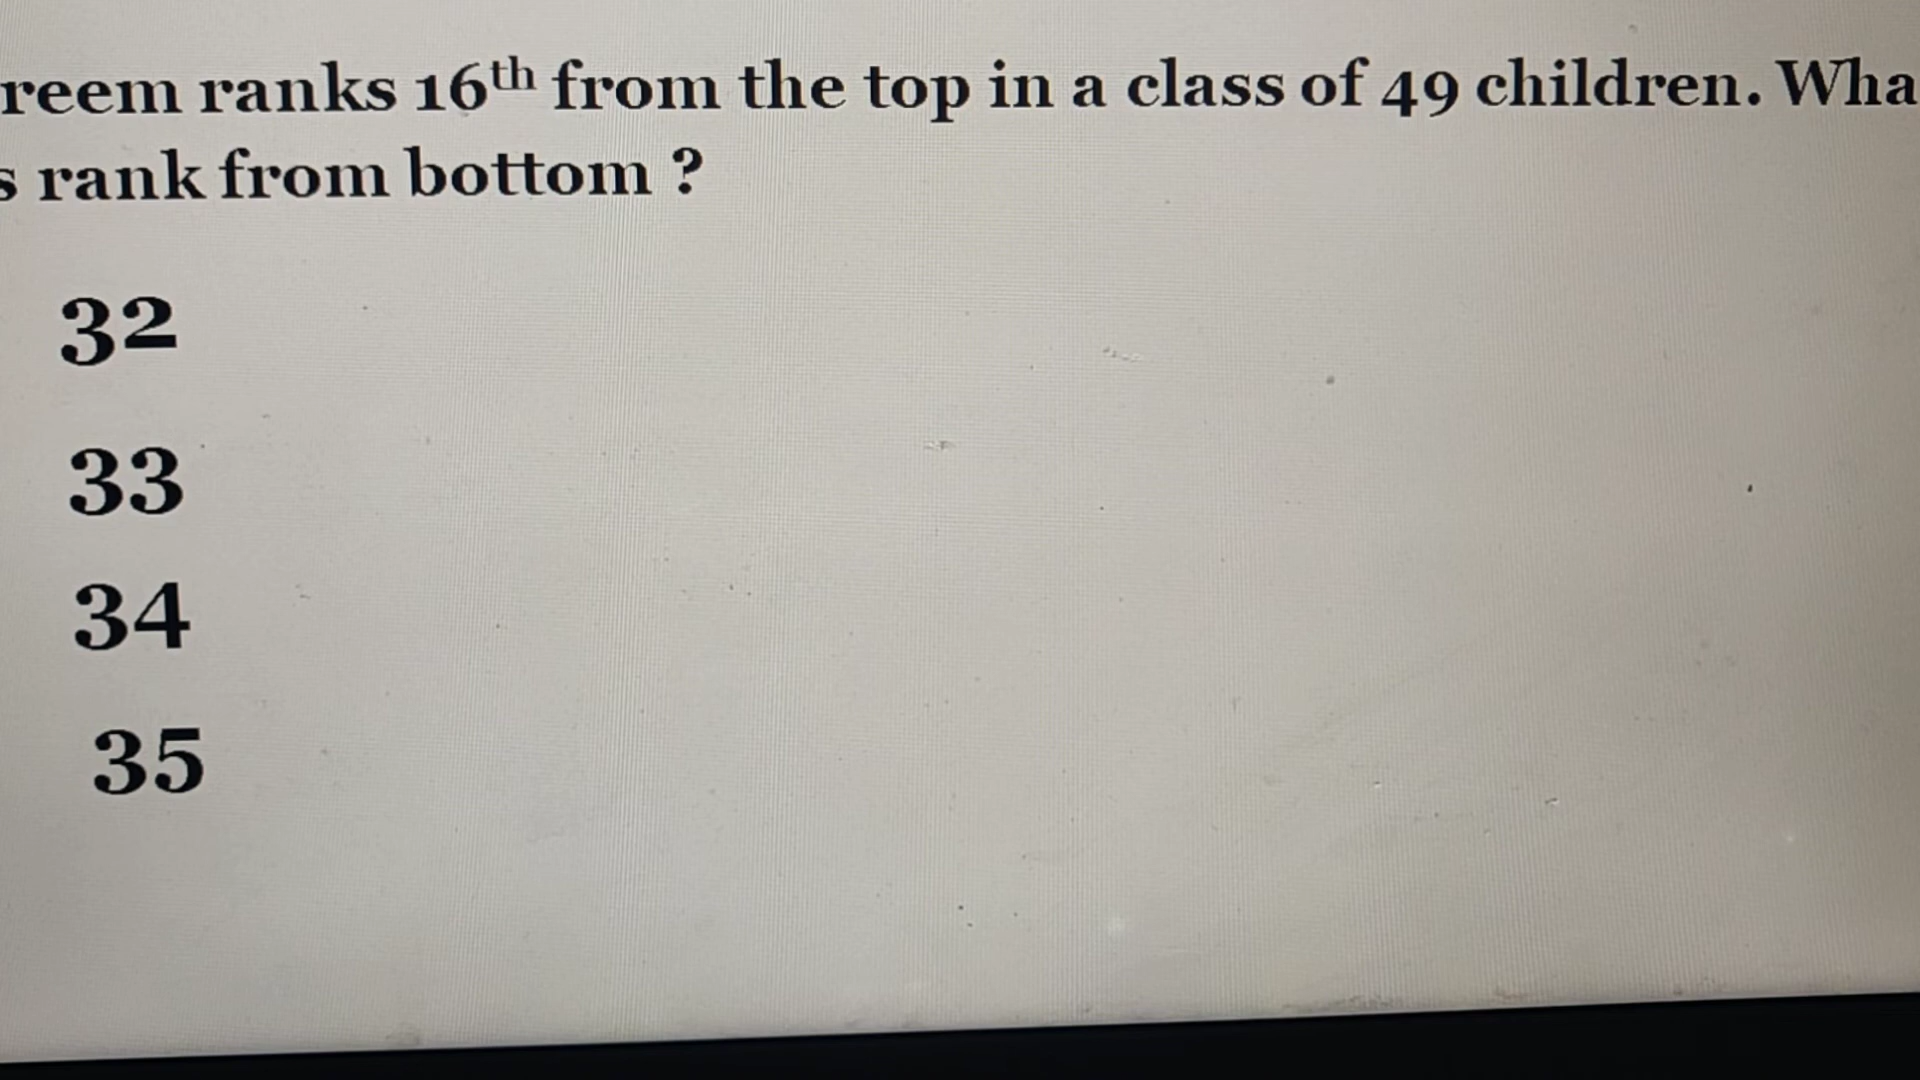 reem ranks 16th from the top in a class of 49 children. Wha
s rank from bottom ?
32
33
34
35